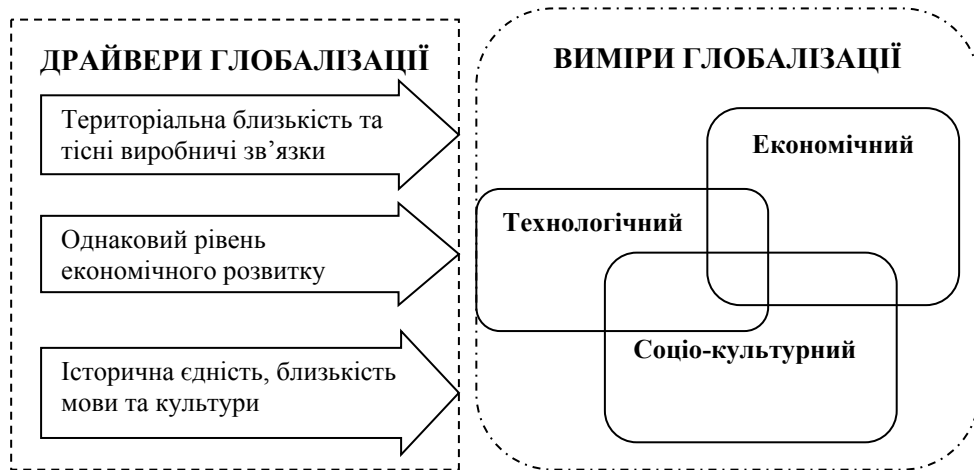 ДРАЙВЕРИ ГЛОБАЛІЗАЦІЇ
Територіальна близькість та
тісні виробничі зв’язки
Однаковий рівень
економічного розвитку
Історична єдність, близькість
мови та культури
ВИМІРИ ГЛОБАЛІЗАЦІЇ
Економічний
Технологічний
Соціо-культурний